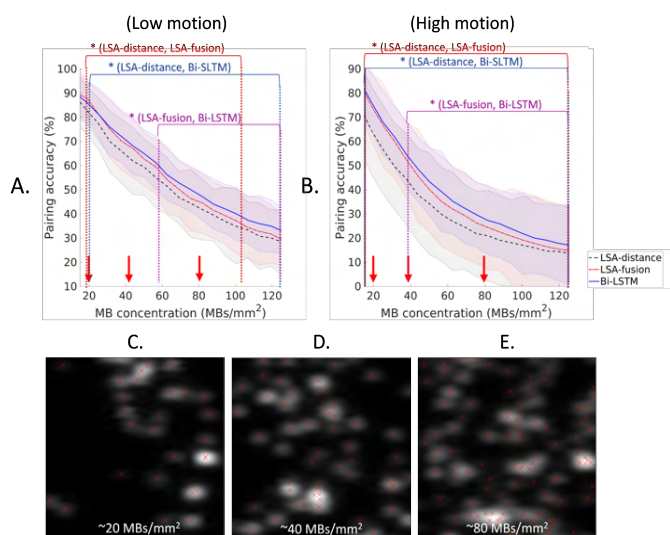 (Low motion)
(High motion)
* (LSA-distance, LSA-fusion)
* (LSA-distance, Bi-SLTM)
* (LSA-fusion, Bi-LSTM)
* (LSA-distance, LSA-fusion)
* (LSA-distance, Bi-SLTM)
* (LSA-fusion, Bi-LSTM)
A.
Pairing accuracy (%)
100
90
80
70
60
50
40
30
20
10
20 40 60 80 100 120
MB concentration (MBs/mm²)
B.
Pairing accuracy (%)
90
80
70
60
50
40
30
20
10
0
20 40 60 80 100 120
MB concentration (MBs/mm²)
LSA-distance
LSA-fusion
Bi-LSTM
C.
D.
E.
~20 MBs/mm²
~40 MBs/mm²
~80 MBs/mm²